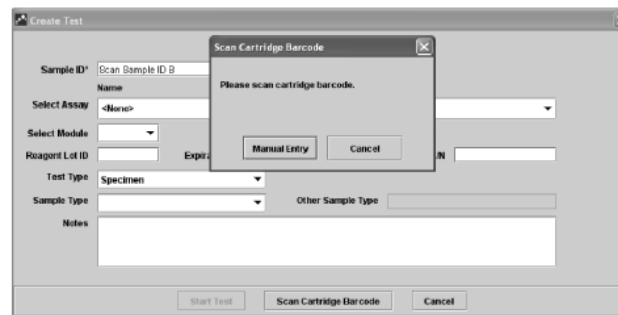 Create Test
Scan Cartridge Barcode
Please scan cartridge barcode.
Manual Entry Cancel
Sample ID* Scan Sample ID B
Name
Select Assay <None>
Select Module
Reagent Lot ID
Test Type Specimen
Sample Type Other Sample Type
Notes
Start Test Scan Cartridge Barcode Cancel